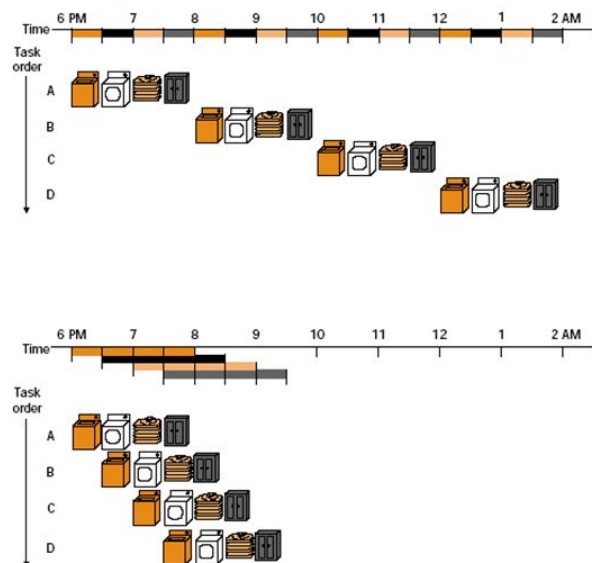 6 PM 7 8 9 10 11 12 1 2 AM
Time
Task
order
A
B
C
D
6 PM 7 8 9 10 11 12 1 2 AM
Time
Task
order
A
B
C
D